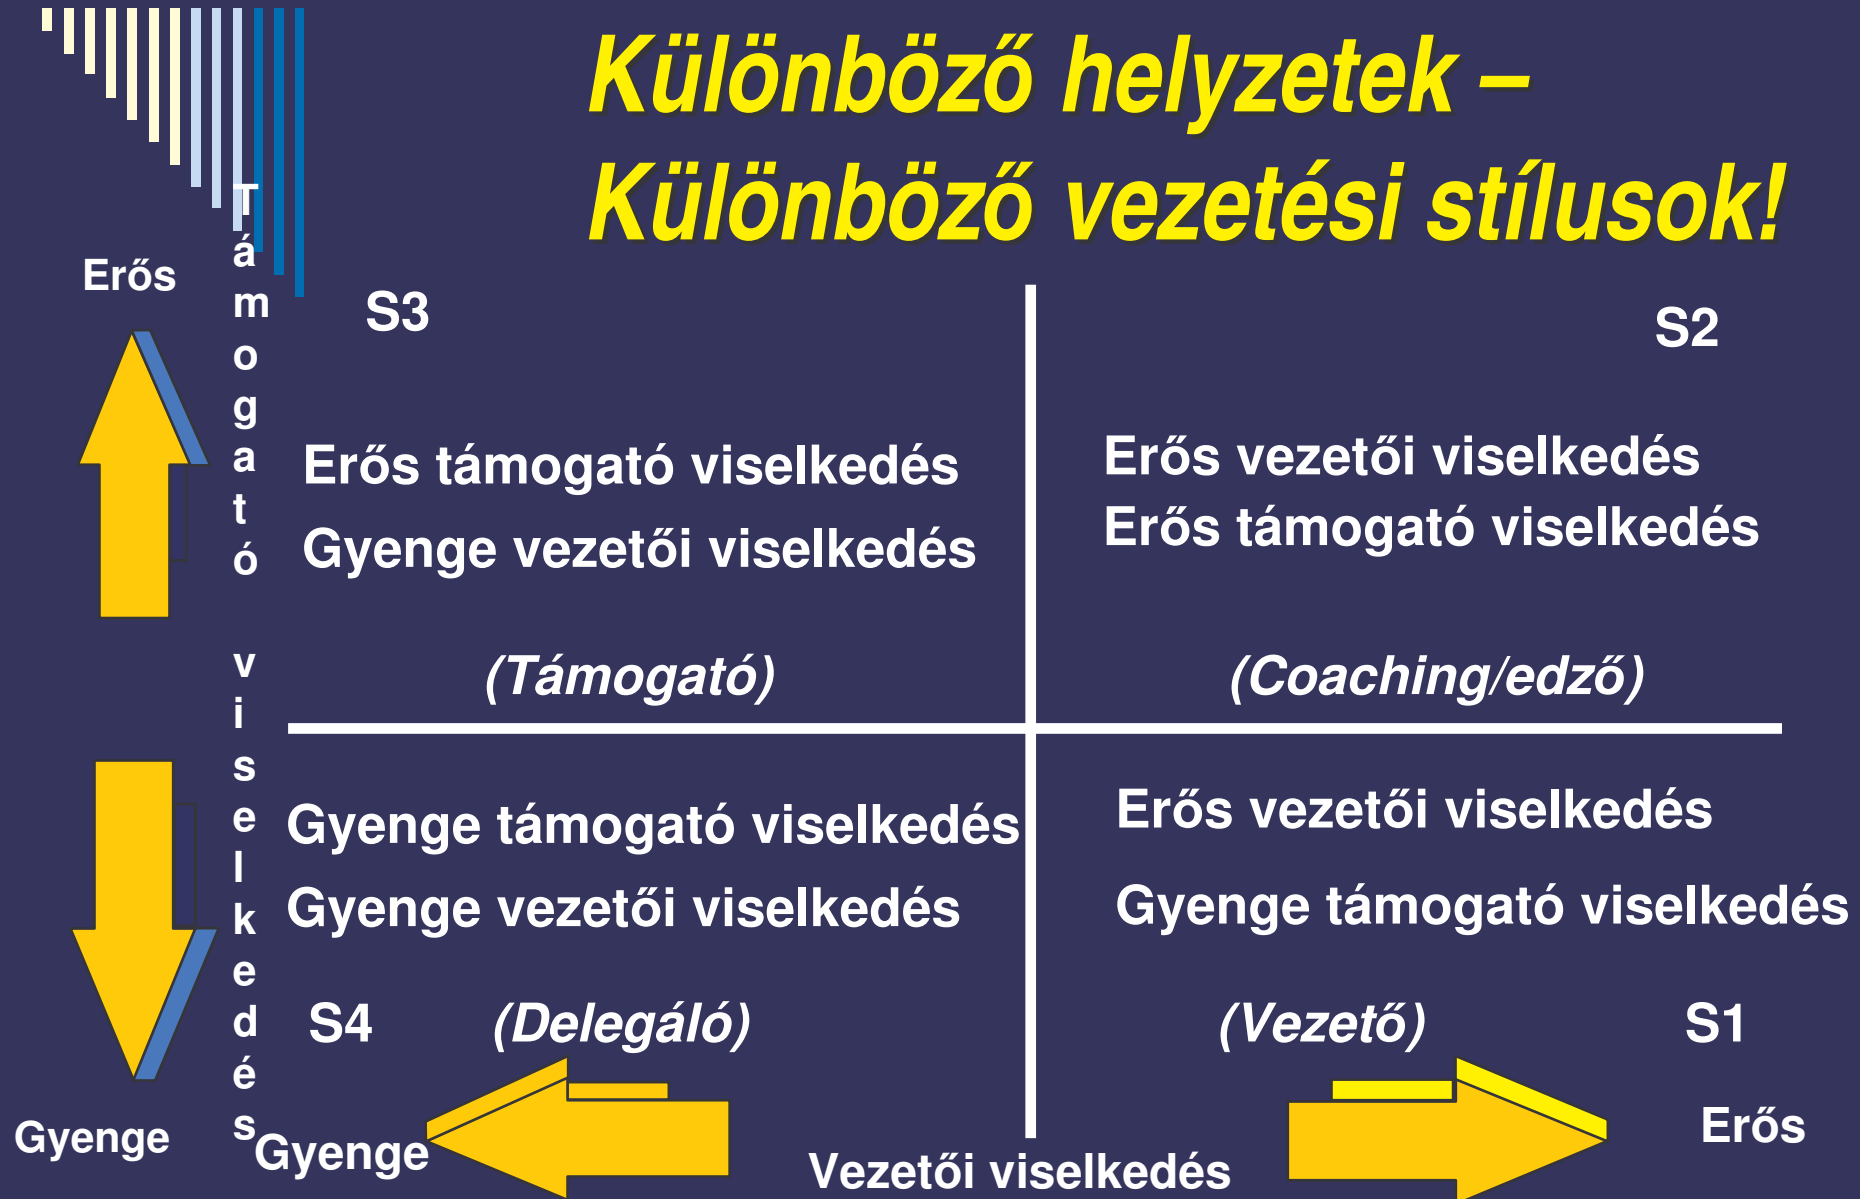 Különböző helyzetek –
Különböző vezetési stílusok!
Erős
Támogató viselkedés
Gyenge
S3
Erős támogató viselkedés
Gyenge vezetői viselkedés
(Támogató)
S2
Erős vezetői viselkedés
Erős támogató viselkedés
(Coaching/edző)
Gyenge támogató viselkedés
Gyenge vezetői viselkedés
S4 (Delegáló)
Erős vezetői viselkedés
Gyenge támogató viselkedés
(Vezető) S1
Gyenge
Vezetői viselkedés
Erős